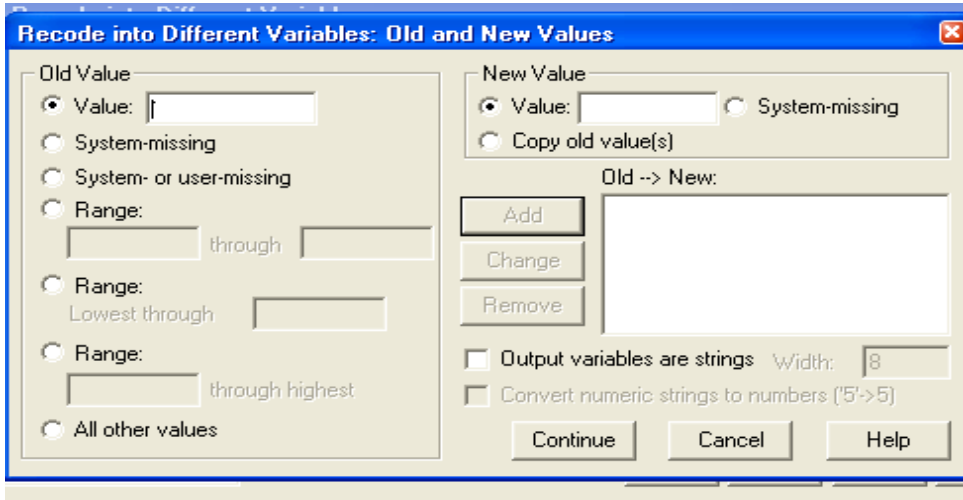 Recode into Different Variables: Old and New Values
Old Value
Value:
System-missing
System- or user-missing
Range:
through
Range:
Lowest through
Range:
through highest
All other values
New Value
Value: System-missing
Copy old value(s)
Old --> New:
Add
Change
Remove
Output variables are strings Width: 8
Convert numeric strings to numbers ('5'->5)
Continue Cancel Help